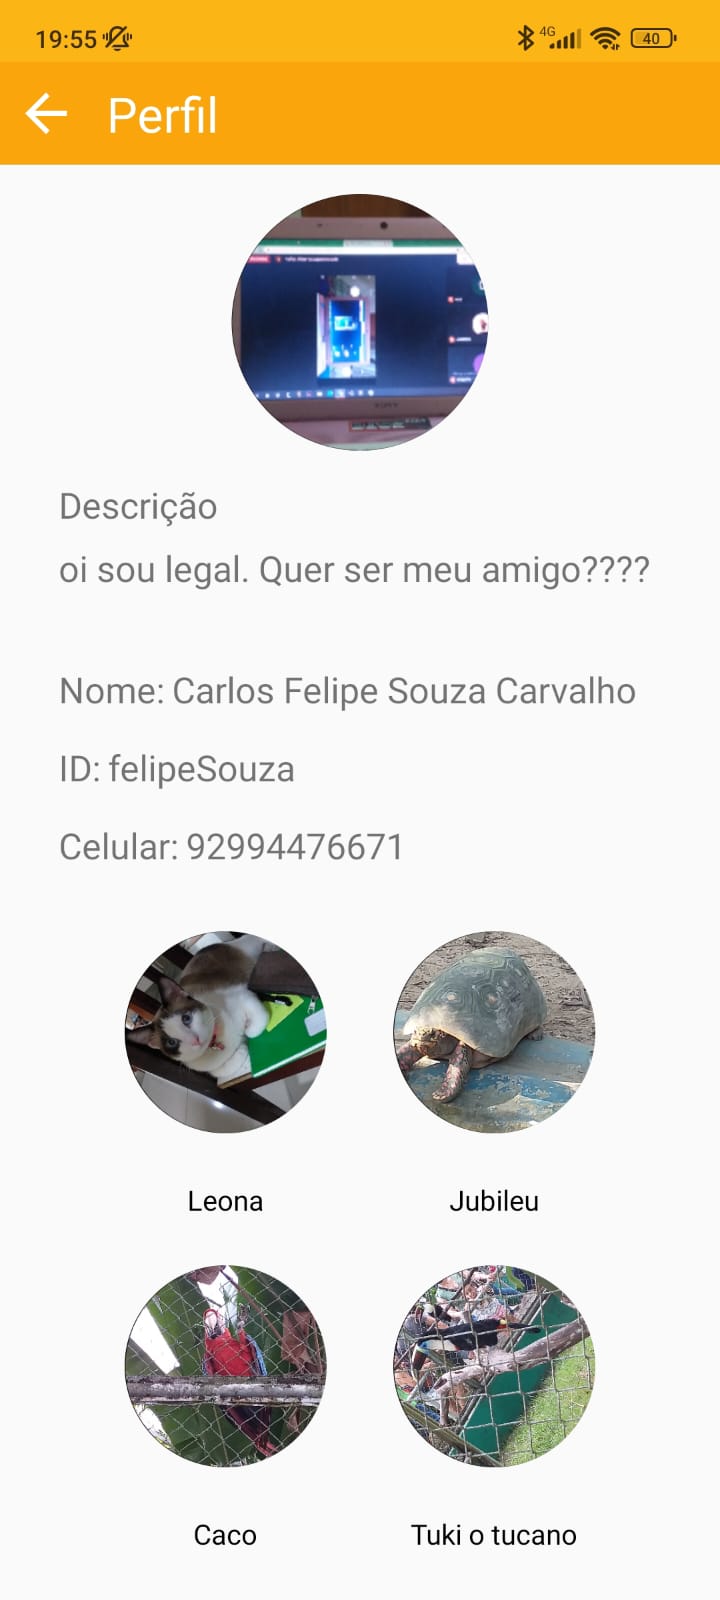 19:55
4G
40
Perfil
Descrição
oi sou legal. Quer ser meu amigo????
Nome: Carlos Felipe Souza Carvalho
ID: felipeSouza
Celular: 92994476671
Leona
Jubileu
Caco
Tuki o tucano